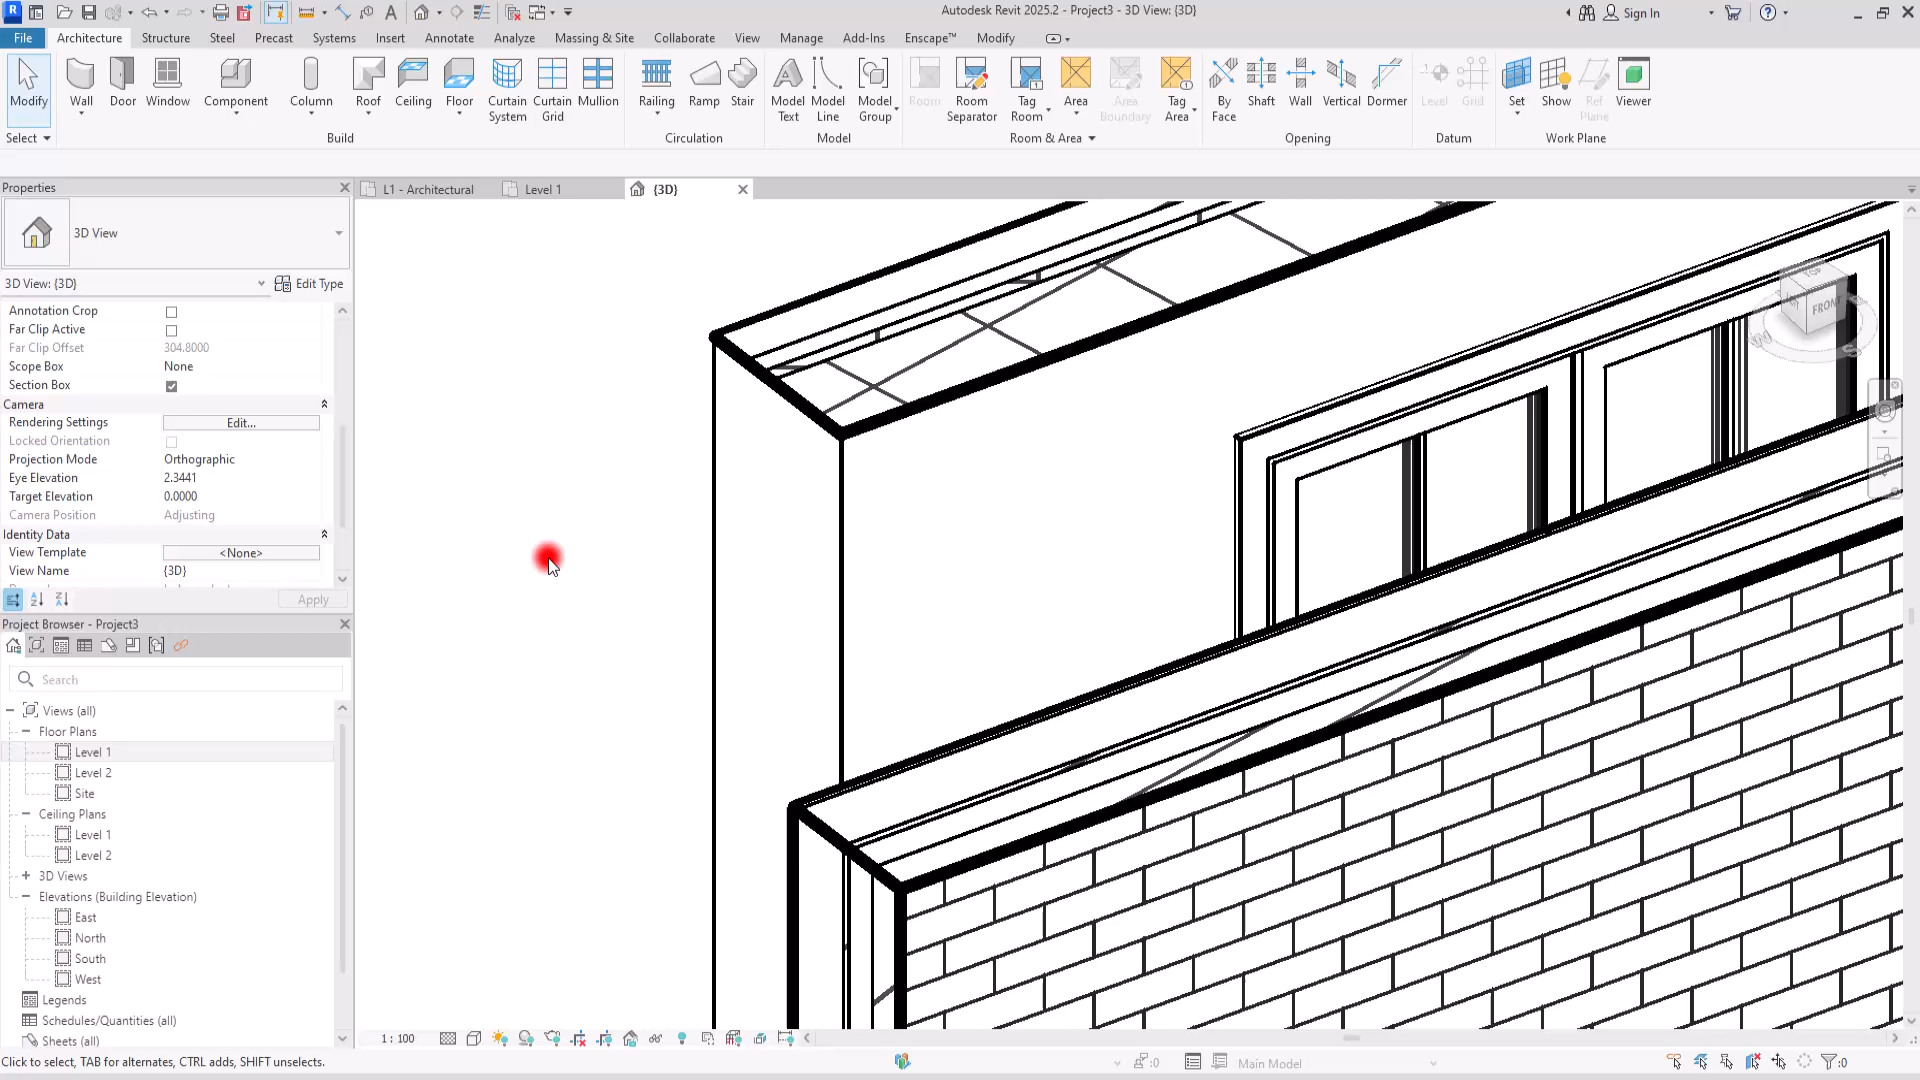 Autodesk Revit 2025.2 - Project3 - 3D View: {3D}
Sign In
File
Architecture
Structure
Steel
Precast
Systems
Insert
Annotate
Analyze
Massing & Site
Collaborate
View
Manage
Add-Ins
Enscape™
Modify
Modify
Wall
Door
Window
Component
Column
Roof
Ceiling
Floor
Curtain System
Curtain Grid
Mullion
Railing
Ramp
Stair
Model Text
Model Line
Model Group
Room
Room Separator
Tag Room
Area
Area Boundary
Tag Area
By Face
Shaft
Wall
Vertical
Dormer
Level
Grid
Set
Show
Ref Plane
Viewer
Select
Build
Circulation
Model
Room & Area
Opening
Datum
Work Plane
Properties
L1 - Architectural
Level 1
{3D}
3D View
3D View: {3D}
Edit Type
Annotation Crop
Far Clip Active
Far Clip Offset 304.8000
Scope Box None
Section Box
Camera
Rendering Settings Edit...
Locked Orientation
Projection Mode Orthographic
Eye Elevation 2.3441
Target Elevation 0.0000
Camera Position Adjusting
Identity Data
View Template <None>
View Name {3D}
Apply
Project Browser - Project3
Search
Views (all)
Floor Plans
Level 1
Level 2
Site
Ceiling Plans
Level 1
Level 2
3D Views
Elevations (Building Elevation)
East
North
South
West
Legends
Schedules/Quantities (all)
Sheets (all)
FRONT
W
S
1 : 100
Click to select, TAB for alternates, CTRL adds, SHIFT unselects.
:0
Main Model
:0